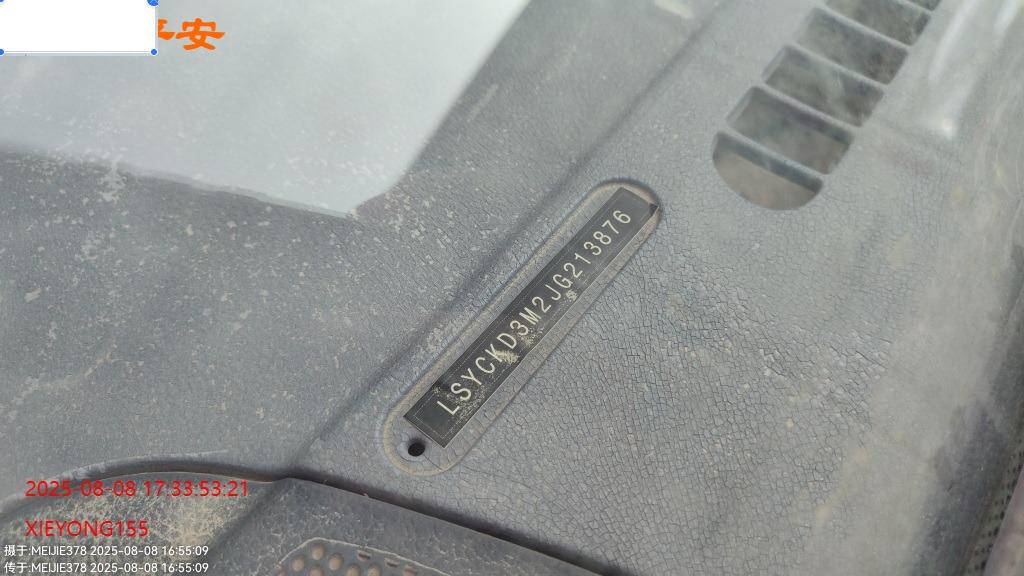 安
LSYCKD3M2JG213876
2025-08-08 17:33:53:21
XIEYONG155
摄于:MEIJIE378 2025-08-08 16:55:09
传于:MEIJIE378 2025-08-08 16:55:09